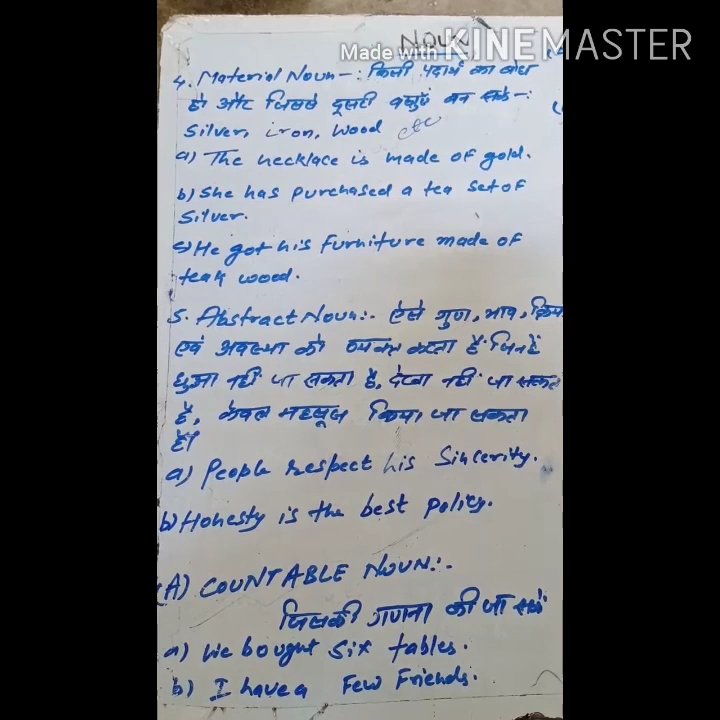 NOUN
Made with KINEMASTER
4. Material Noun -: किसी पदार्थ का बोध
हो और जिससे दूसरी वस्तुएँ बन सकें -:
Silver, iron, Wood etc
a) The necklace is made of gold.
b) She has purchased a tea set of
Silver.
c) He got his Furniture made of
teak wood.
5. Abstract Noun:- ऐसे गुण, भाव, क्रिया
एवं अवस्था को व्यक्त करता है जिन्हें
छुआ नहीं जा सकता है, देखा नहीं जा सकता
है, केवल महसूस किया जा सकता
है।
a) People respect his Sincerity.
b) Honesty is the best policy.
(A) COUNTABLE NOUN:-
जिसकी गणना की जा सकें
a) We bought six tables.
b) I have a Few Friends.